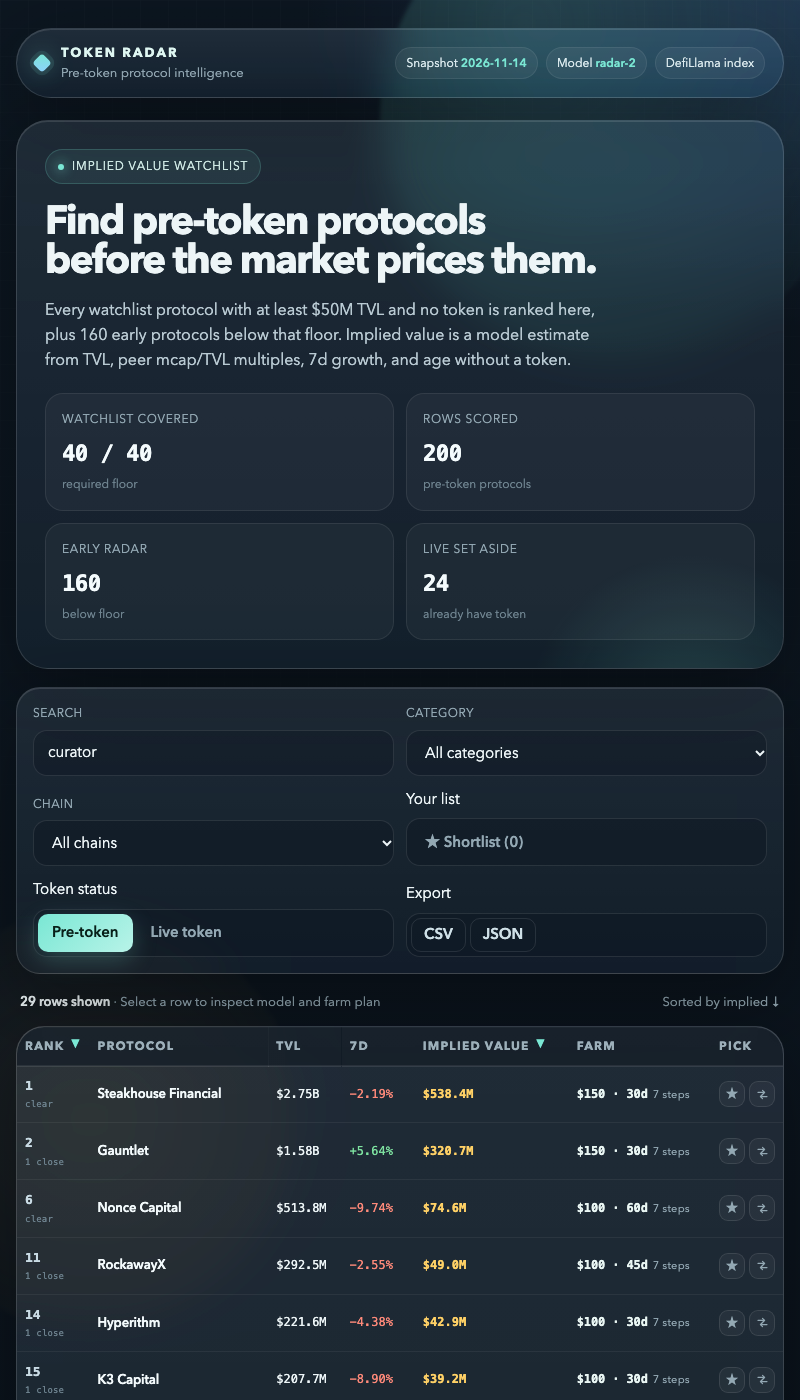 TOKEN RADAR
Pre-token protocol intelligence
Snapshot 2026-11-14
Model radar-2
DefiLlama index
IMPLIED VALUE WATCHLIST
Find pre-token protocols
before the market prices them.
Every watchlist protocol with at least $50M TVL and no token is ranked here,
plus 160 early protocols below that floor. Implied value is a model estimate
from TVL, peer mcap/TVL multiples, 7d growth, and age without a token.
WATCHLIST COVERED
40 / 40
required floor
ROWS SCORED
200
pre-token protocols
EARLY RADAR
160
below floor
LIVE SET ASIDE
24
already have token
SEARCH
curator
CATEGORY
All categories
CHAIN
All chains
Your list
★ Shortlist (0)
Token status
Pre-token Live token
Export
CSV JSON
29 rows shown · Select a row to inspect model and farm plan
Sorted by implied ↓
RANK ▼ PROTOCOL TVL 7D IMPLIED VALUE ▼ FARM PICK
1 Steakhouse Financial $2.75B −2.19% $538.4M $150 · 30d 7 steps ★
clear
2 Gauntlet $1.58B +5.64% $320.7M $150 · 30d 7 steps ★
1 close
6 Nonce Capital $513.8M −9.74% $74.6M $100 · 60d 7 steps ★
clear
11 RockawayX $292.5M −2.55% $49.0M $100 · 45d 7 steps ★
1 close
14 Hyperithm $221.6M −4.38% $42.9M $100 · 30d 7 steps ★
1 close
15 K3 Capital $207.7M −8.90% $39.2M $100 · 30d 7 steps ★
1 close